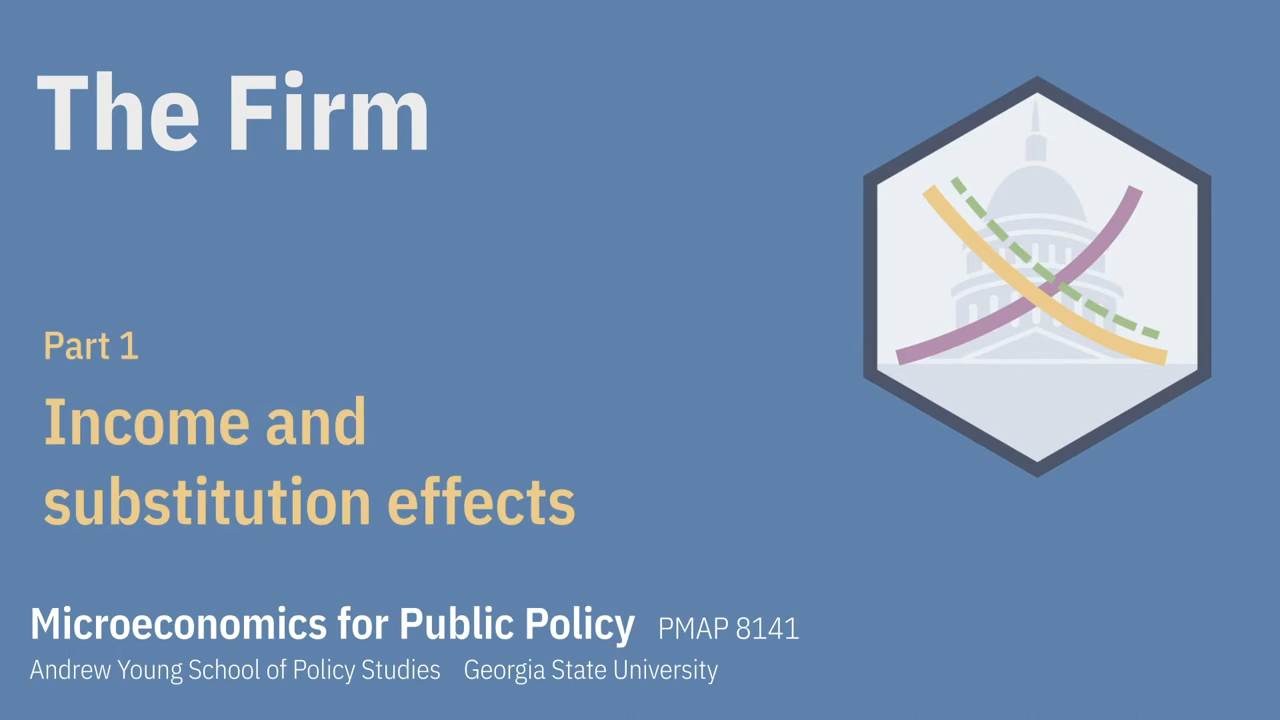 The Firm
Part 1
Income and
substitution effects
Microeconomics for Public Policy PMAP 8141
Andrew Young School of Policy Studies Georgia State University